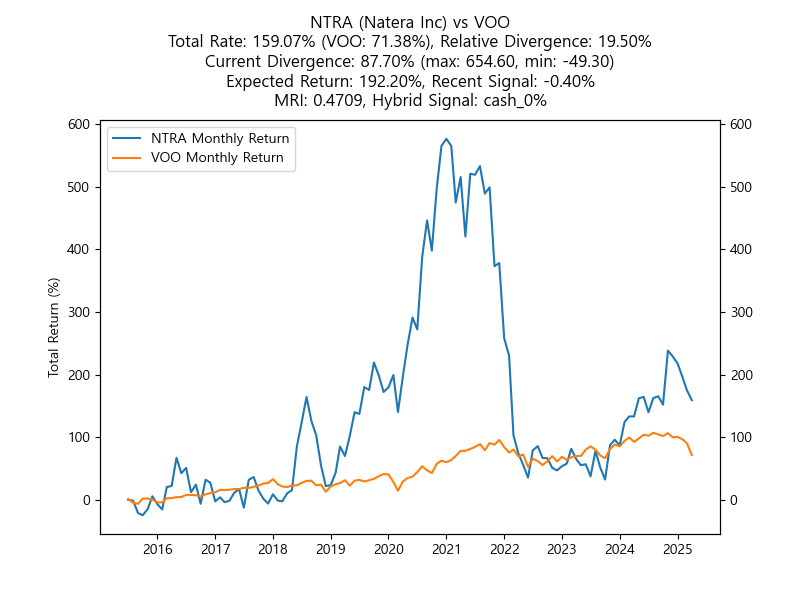 NTRA (Natera Inc) vs VOO
Total Rate: 159.07% (VOO: 71.38%), Relative Divergence: 19.50%
Current Divergence: 87.70% (max: 654.60, min: -49.30)
Expected Return: 192.20%, Recent Signal: -0.40%
MRI: 0.4709, Hybrid Signal: cash_0%
NTRA Monthly Return
VOO Monthly Return
Total Return (%)
600 600
500 500
400 400
300 300
200 200
100 100
0 0
2016 2017 2018 2019 2020 2021 2022 2023 2024 2025